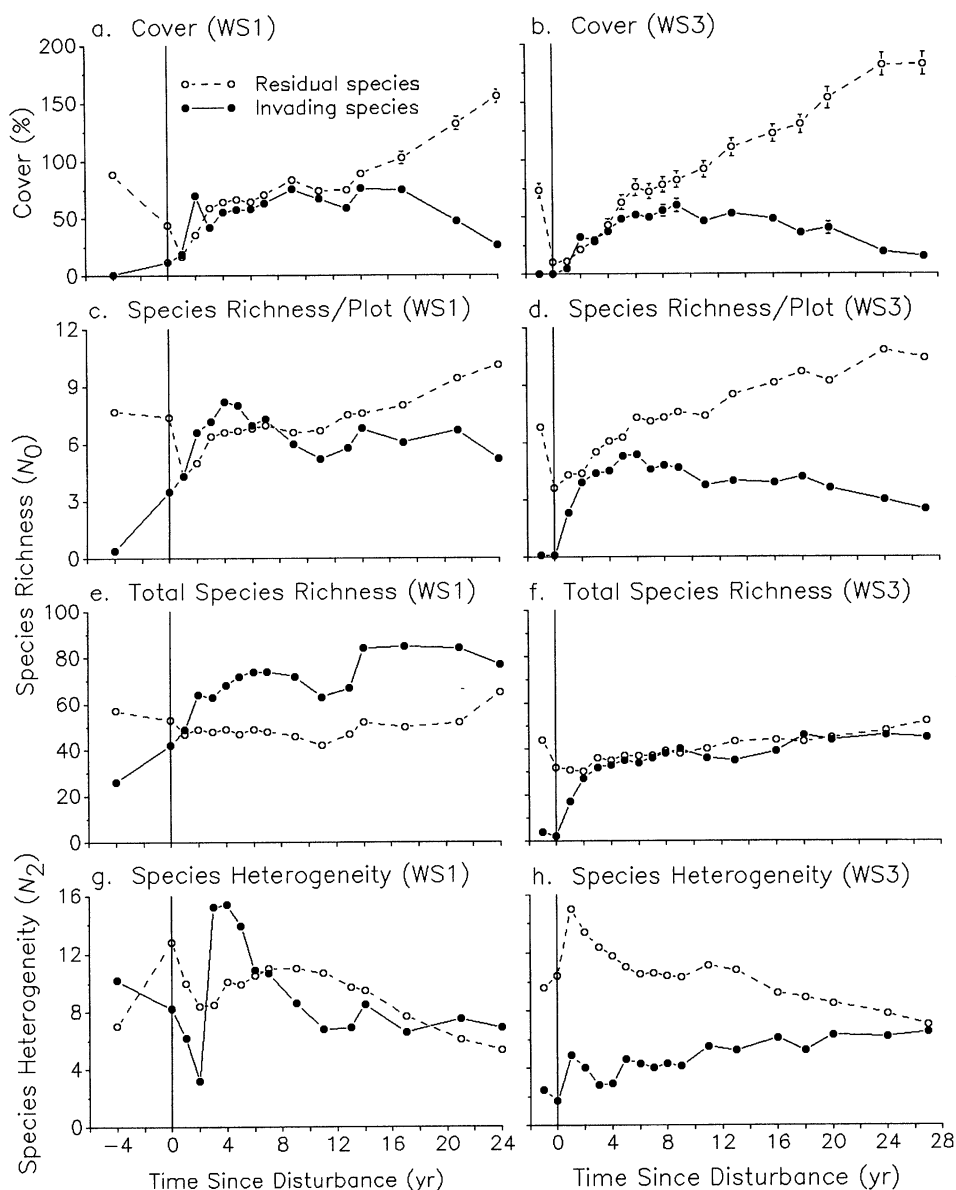 a. Cover (WS1)
b. Cover (WS3)
200
150
100
50
0
Cover (%)
Residual species
Invading species
c. Species Richness/Plot (WS1)
d. Species Richness/Plot (WS3)
12
9
6
3
0
Species Richness (N0)
e. Total Species Richness (WS1)
f. Total Species Richness (WS3)
100
80
60
40
20
0
g. Species Heterogeneity (WS1)
h. Species Heterogeneity (WS3)
16
12
8
4
0
Species Heterogeneity (N2)
−4 0 4 8 12 16 20 24
0 4 8 12 16 20 24 28
Time Since Disturbance (yr)
Time Since Disturbance (yr)